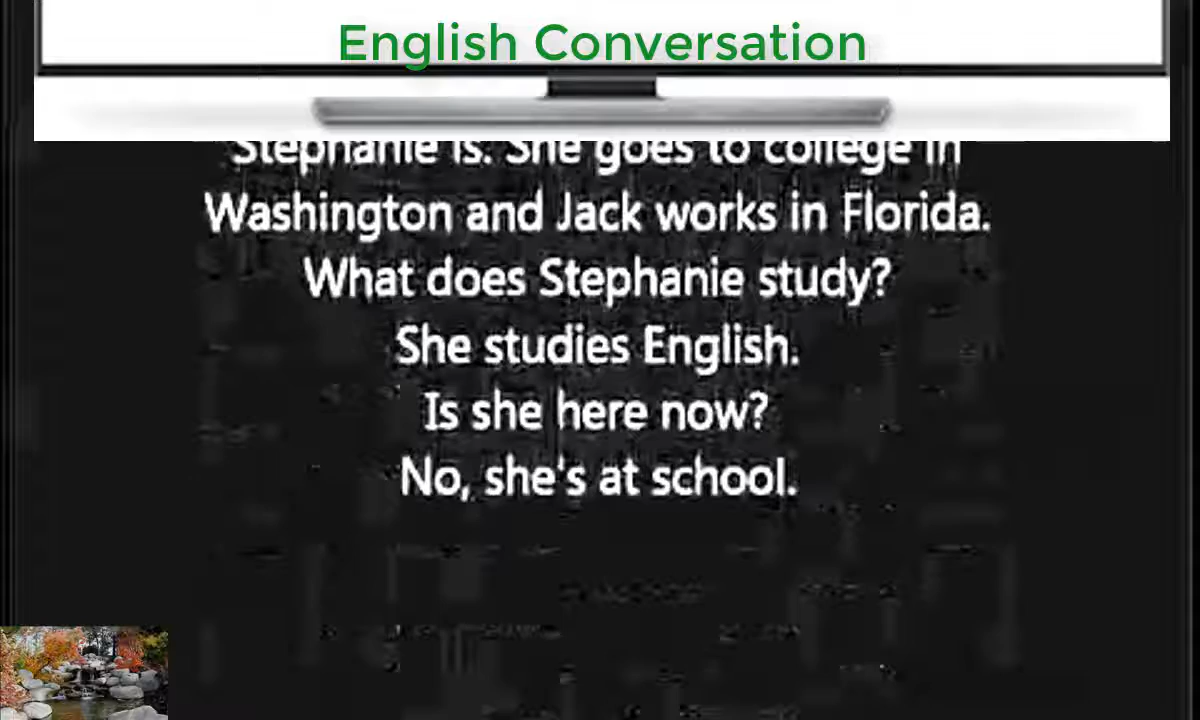 English Conversation
Stephanie is. She goes to college in
Washington and Jack works in Florida.
What does Stephanie study?
She studies English.
Is she here now?
No, she's at school.